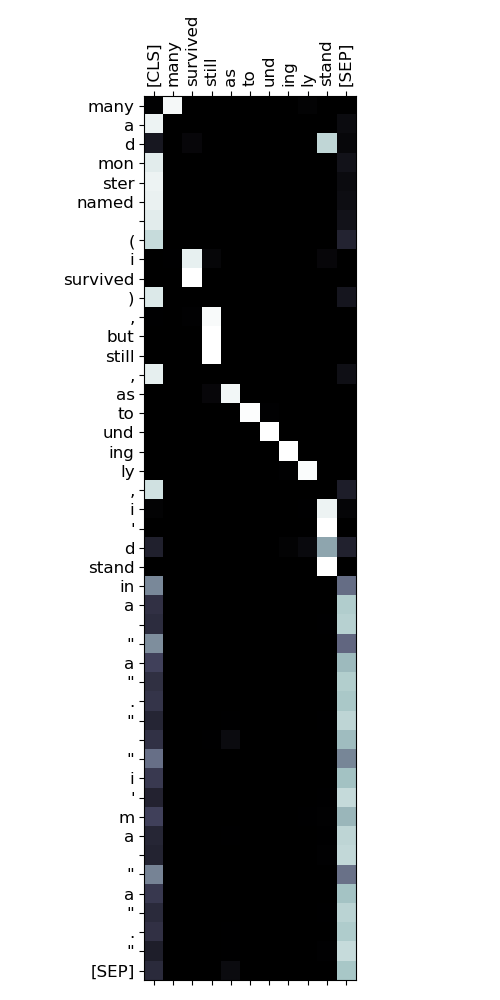 [CLS]
many
survived
still
as
to
und
ing
ly
stand
[SEP]
many
a
d
mon
ster
named
(
i
survived
)
,
but
still
,
as
to
und
ing
ly
,
i
'
d
stand
in
a
"
a
"
.
"
"
i
'
m
a
"
a
"
.
"
[SEP]